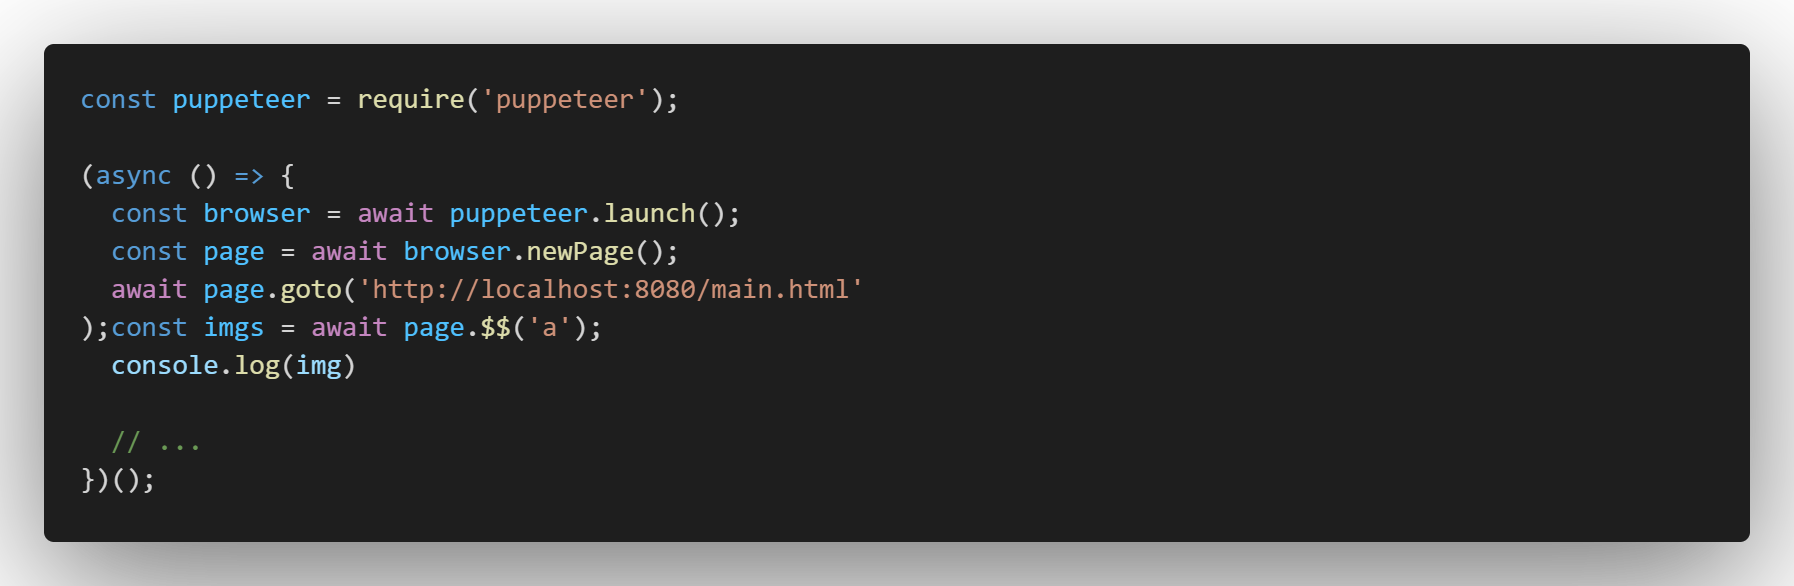 const puppeteer = require('puppeteer');
(async () => {
const browser = await puppeteer.launch();
const page = await browser.newPage();
await page.goto('http://localhost:8080/main.html'
);const imgs = await page.$$('a');
console.log(img)
// ...
})();